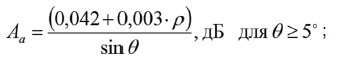 A_a = (0,042 + 0,003 · ρ) / sin θ, дБ для θ ≥ 5°;